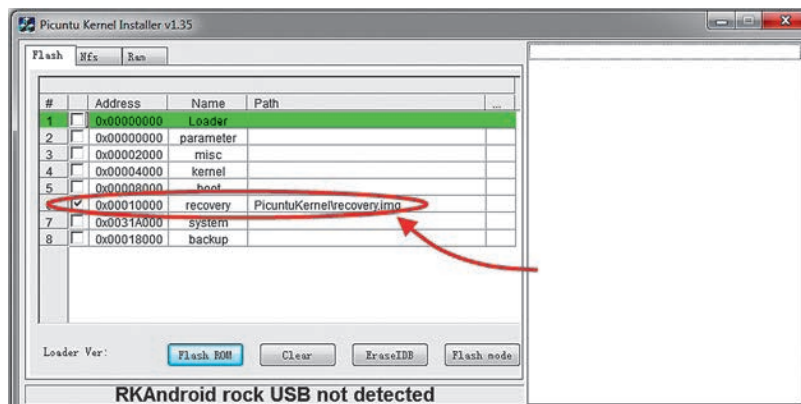 Picuntu Kernel Installer v1.35
Flash Nfs Ran
# Address Name Path ...
1 0x00000000 Loader
2 0x00000000 parameter
3 0x00002000 misc
4 0x00004000 kernel
5 0x00008000 boot
0x00010000 recovery PicuntuKernel\recovery.img
7 0x0031A000 system
8 0x00018000 backup
Loader Ver: Flash ROM Clear EraseIDB Flash mode
RKAndroid rock USB not detected